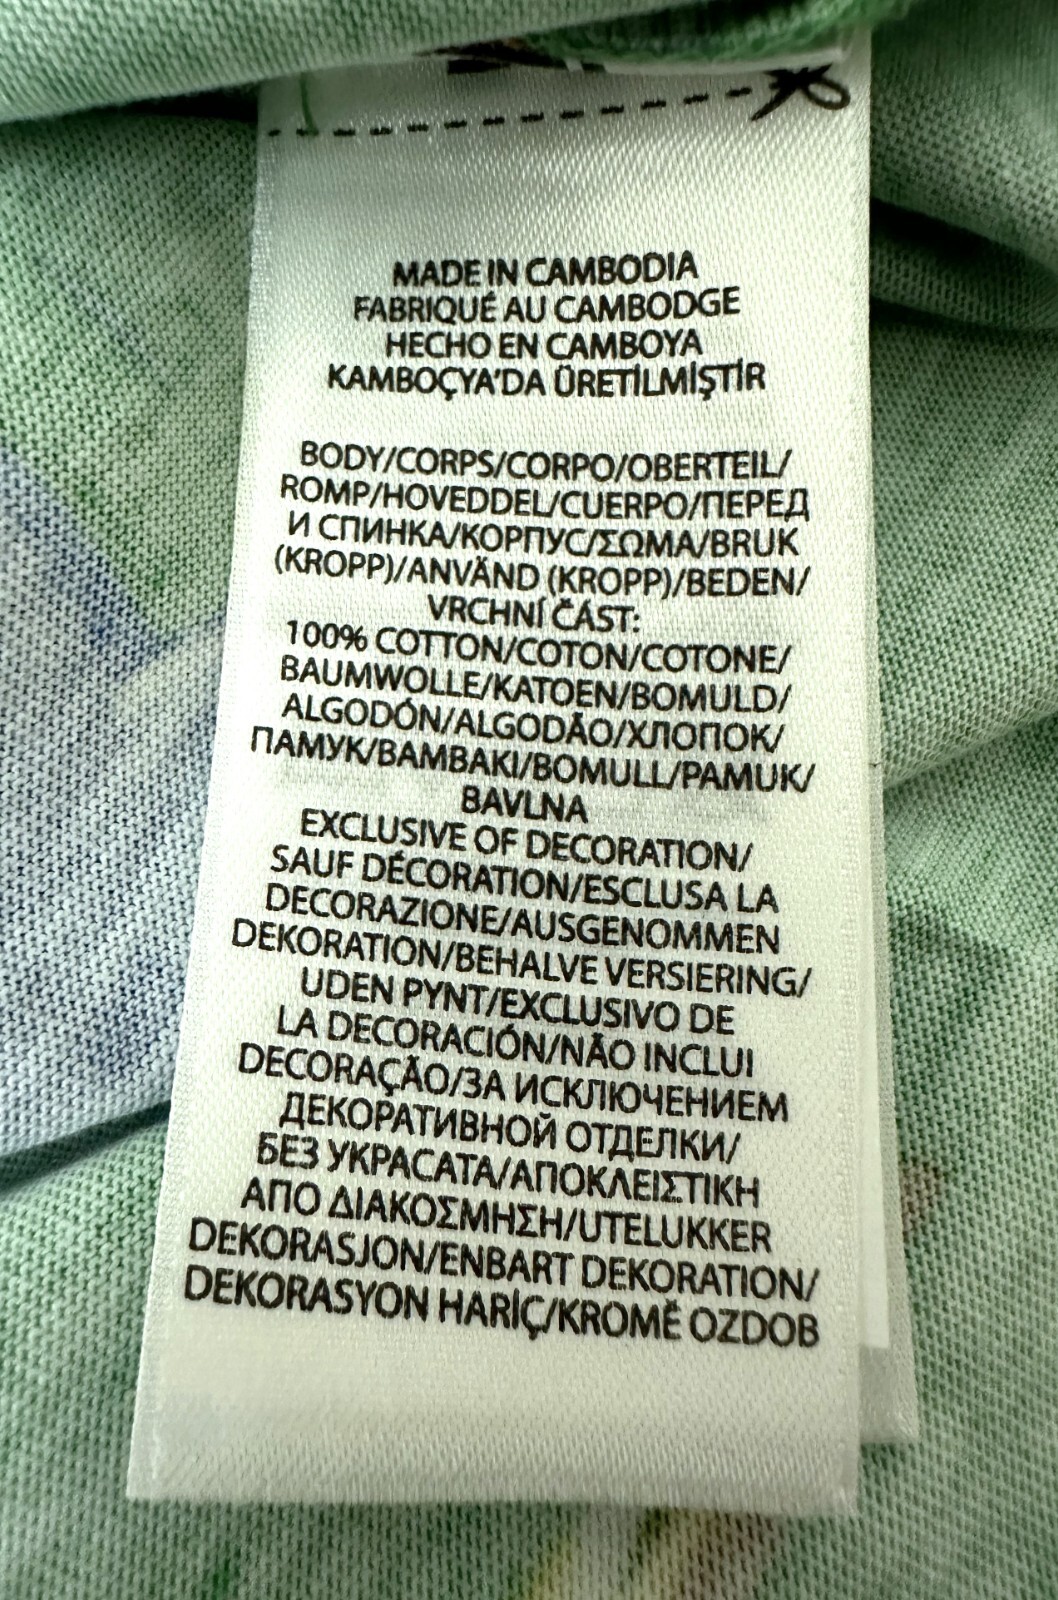 MADE IN CAMBODIA
FABRIQUÉ AU CAMBODGE
HECHO EN CAMBOYA
KAMBOÇYA'DA ÜRETİLMİŞTİR
BODY/CORPS/CORPO/OBERTEIL/
ROMP/HOVEDDEL/CUERPO/ПЕРЕД
И СПИНКА/КОРПУС/ΣΩΜΑ/BRUK
(KROPP)/ANVÄND (KROPP)/BEDEN/
VRCHNÍ ČÁST:
100% COTTON/COTON/COTONE/
BAUMWOLLE/KATOEN/BOMULD/
ALGODÓN/ALGODÃO/ХЛОПОК/
ПАМУК/ΒΑΜΒΑΚΙ/BOMULL/PAMUK/
BAVLNA
EXCLUSIVE OF DECORATION/
SAUF DÉCORATION/ESCLUSA LA
DECORAZIONE/AUSGENOMMEN
DEKORATION/BEHALVE VERSIERING/
UDEN PYNT/EXCLUSIVO DE
LA DECORACIÓN/NÃO INCLUI
DECORAÇÃO/ЗА ИСКЛЮЧЕНИЕМ
ДЕКОРАТИВНОЙ ОТДЕЛКИ/
БЕЗ УКРАСАТА/ΑΠΟΚΛΕΙΣΤΙΚΗ
ΑΠΟ ΔΙΑΚΟΣΜΗΣΗ/UTELUKKER
DEKORASJON/ENBART DEKORATION/
DEKORASYON HARİÇ/KROMĚ OZDOB